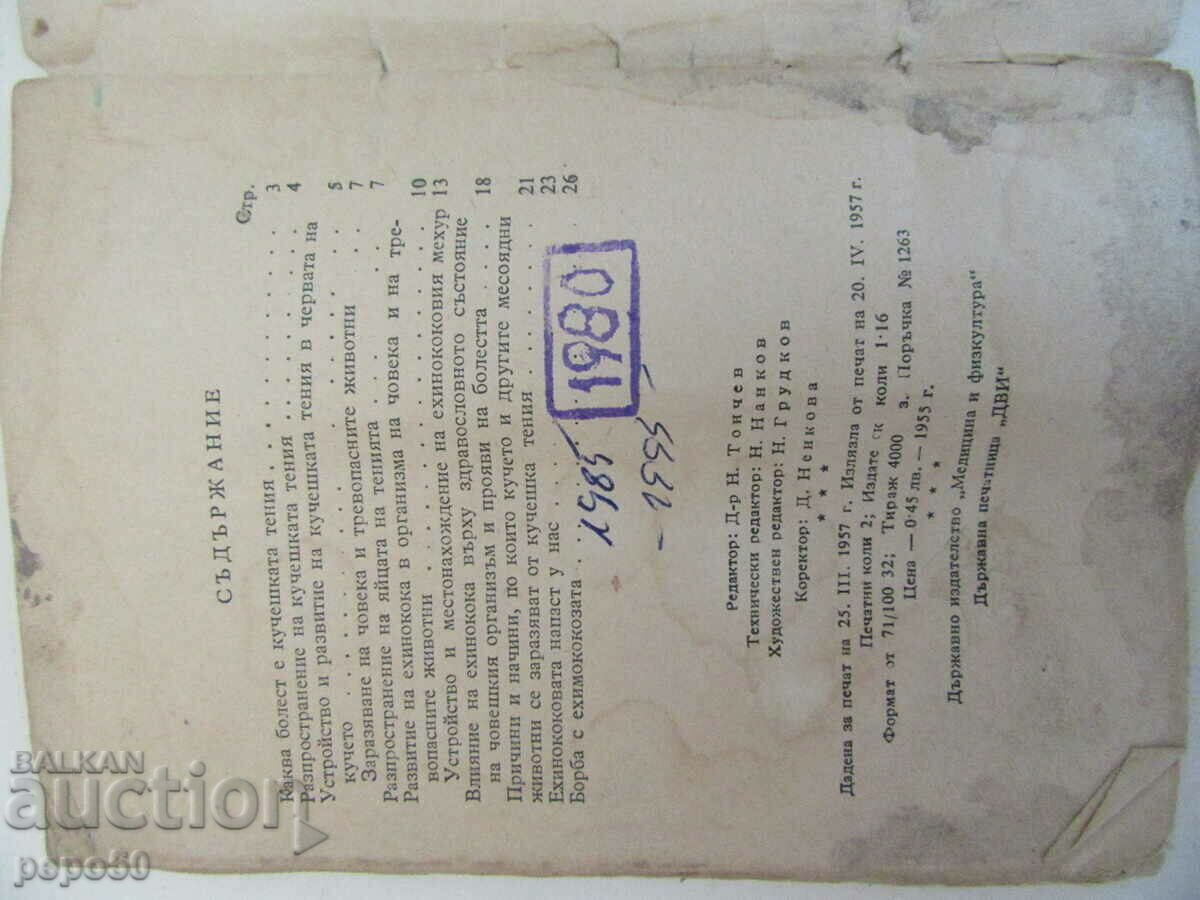 СЪДЪРЖАНИЕ
Стр.
Каква болест е кучешката тения . . . . . . . . 3
Разпространение на кучешката тения . . . . . . . 4
Устройство и развитие на кучешката тения в червата на
кучето . . . . . . . . . . . . . . 5
Заразяване на човека и тревопасните животни . . 7
Разпространение на яйцата на тенията . . . . . . 7
Развитие на ехинокока в организма на човека и на тре-
вопасните животни . . . . . . . . . . . 10
Устройство и местонахождение на ехинококовия мехур 13
Влияние на ехинокока върху здравословното състояние
на човешкия организъм и прояви на болестта . . . 18
Причини и начини, по които кучето и другите месоядни
животни се заразяват от кучешка тения . . . . . 21
Ехинококовата напаст у нас . . . . . . . . 23
Борба с ехимококозата . . . . . . . . . 26
1980
1985
- 1995
Редактор: Д-р Н. Тончев
Технически редактор: Н. Нанков
Художествен редактор: Н. Грудков
Коректор: Д. Ненкова
* * *
Дадена за печат на 25. III. 1957 г. Излязла от печат на 20. IV. 1957 г.
Печатни коли 2; Издате ск коли 1·16
Формат от 71/100 32; Тираж 4000 а. Поръчка № 1263
Цена — 0·45 лв. — 1955 г.
* * *
Държавно издателство „Медицина и физкултура“
Държавна печатница „ДВИ“
BALKAN
auction
pepo60